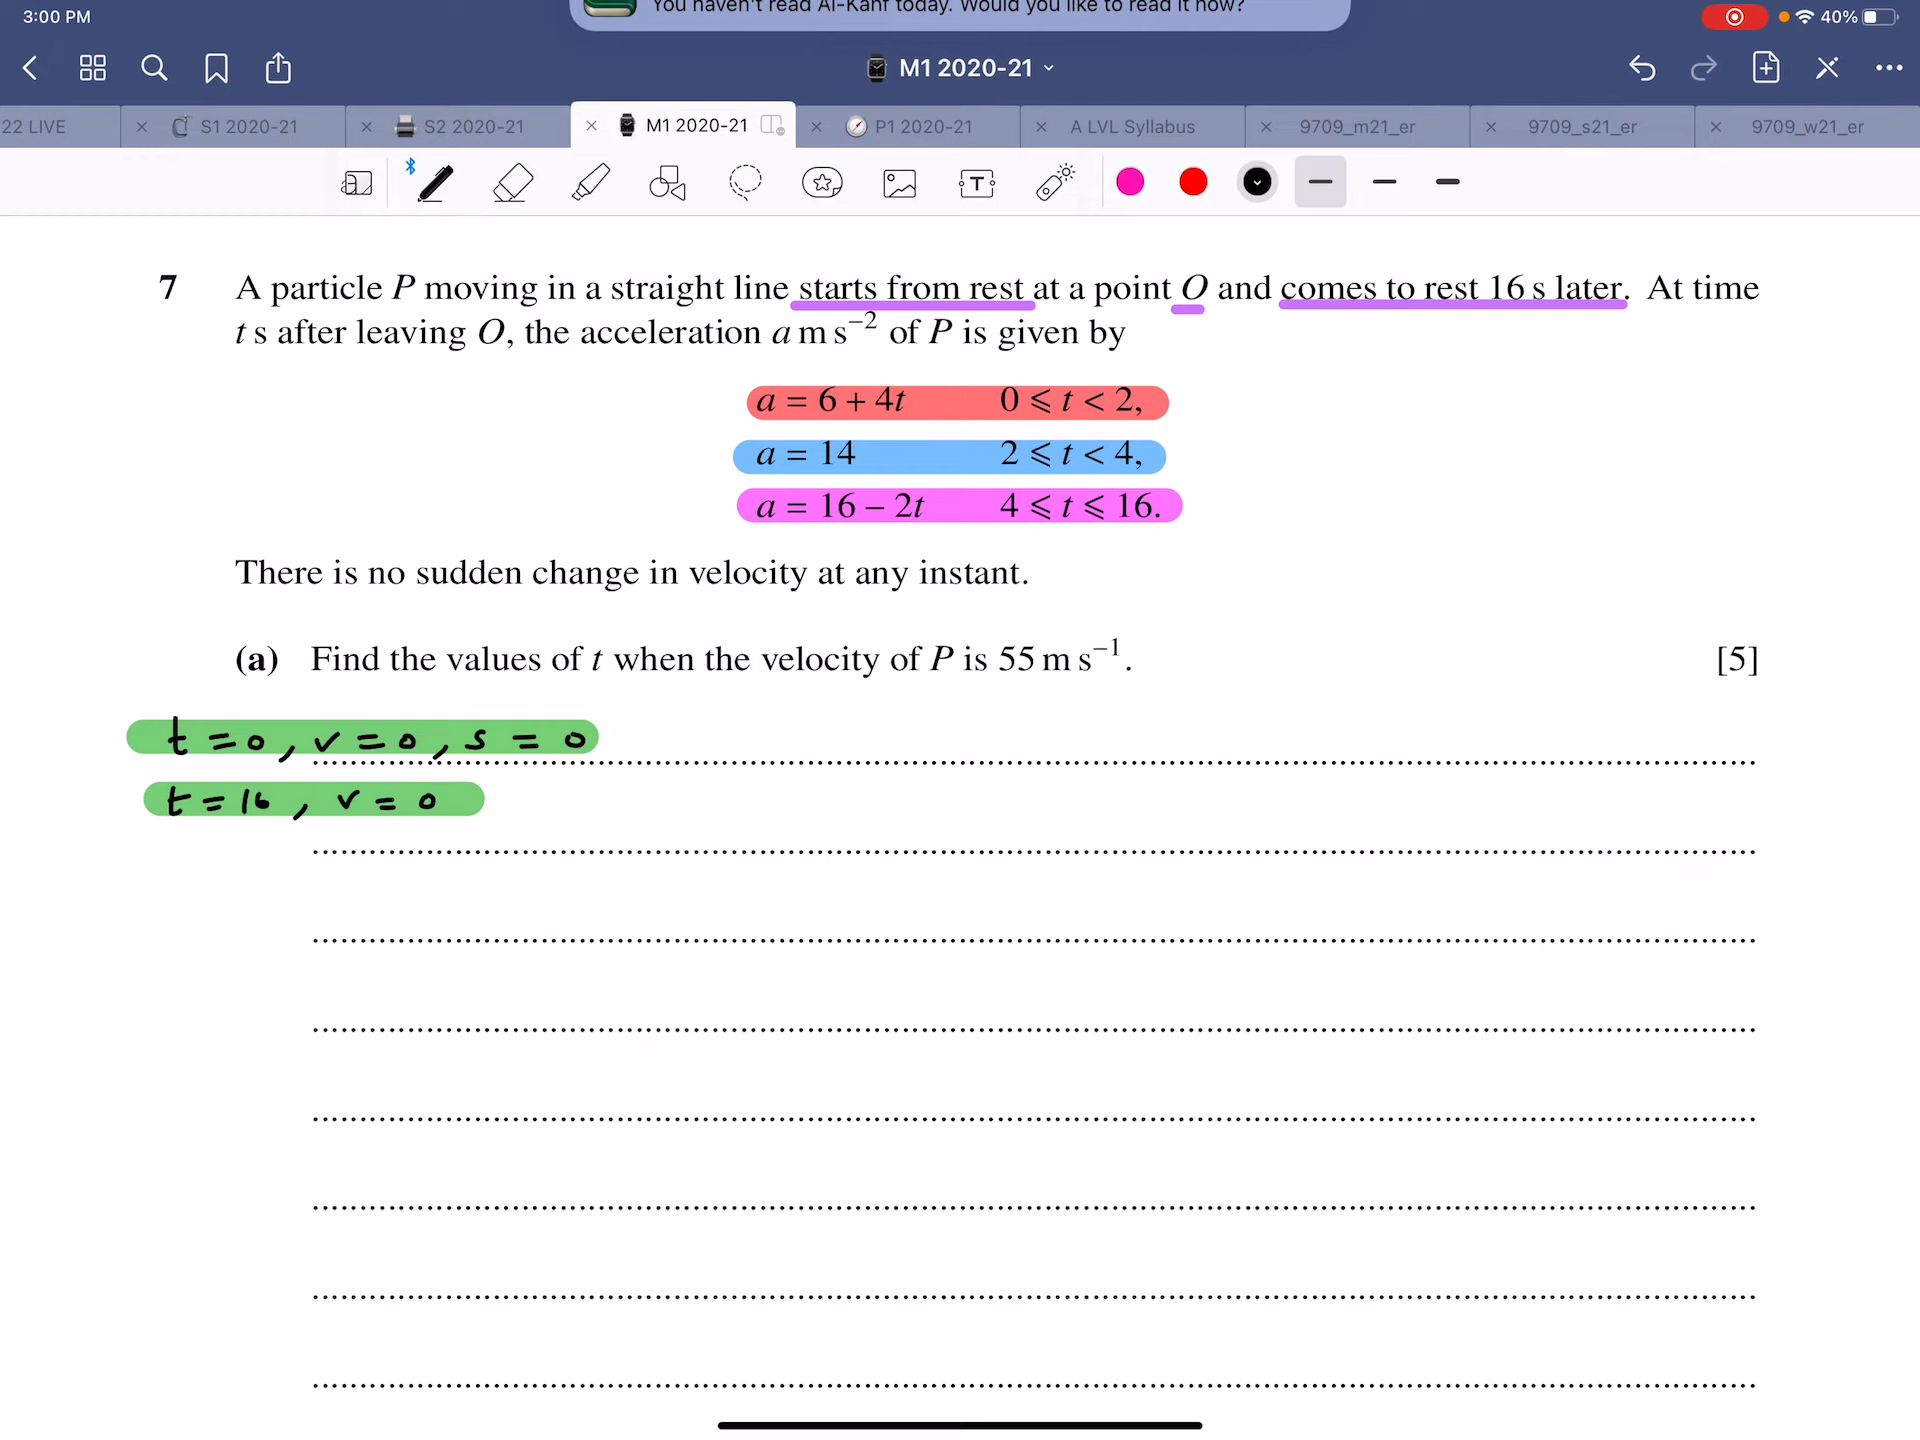 3:00 PM
You haven't read Al-Kahf today. Would you like to read it now?
40%
M1 2020-21
22 LIVE
S1 2020-21
S2 2020-21
M1 2020-21
P1 2020-21
A LVL Syllabus
9709_m21_er
9709_s21_er
9709_w21_er
7 A particle P moving in a straight line starts from rest at a point O and comes to rest 16 s later. At time
t s after leaving O, the acceleration a m s⁻² of P is given by
a = 6 + 4t 0 ⩽ t < 2,
a = 14 2 ⩽ t < 4,
a = 16 – 2t 4 ⩽ t ⩽ 16.
There is no sudden change in velocity at any instant.
(a) Find the values of t when the velocity of P is 55 m s⁻¹. [5]
t = 0, v = 0, s = 0
t = 16, v = 0